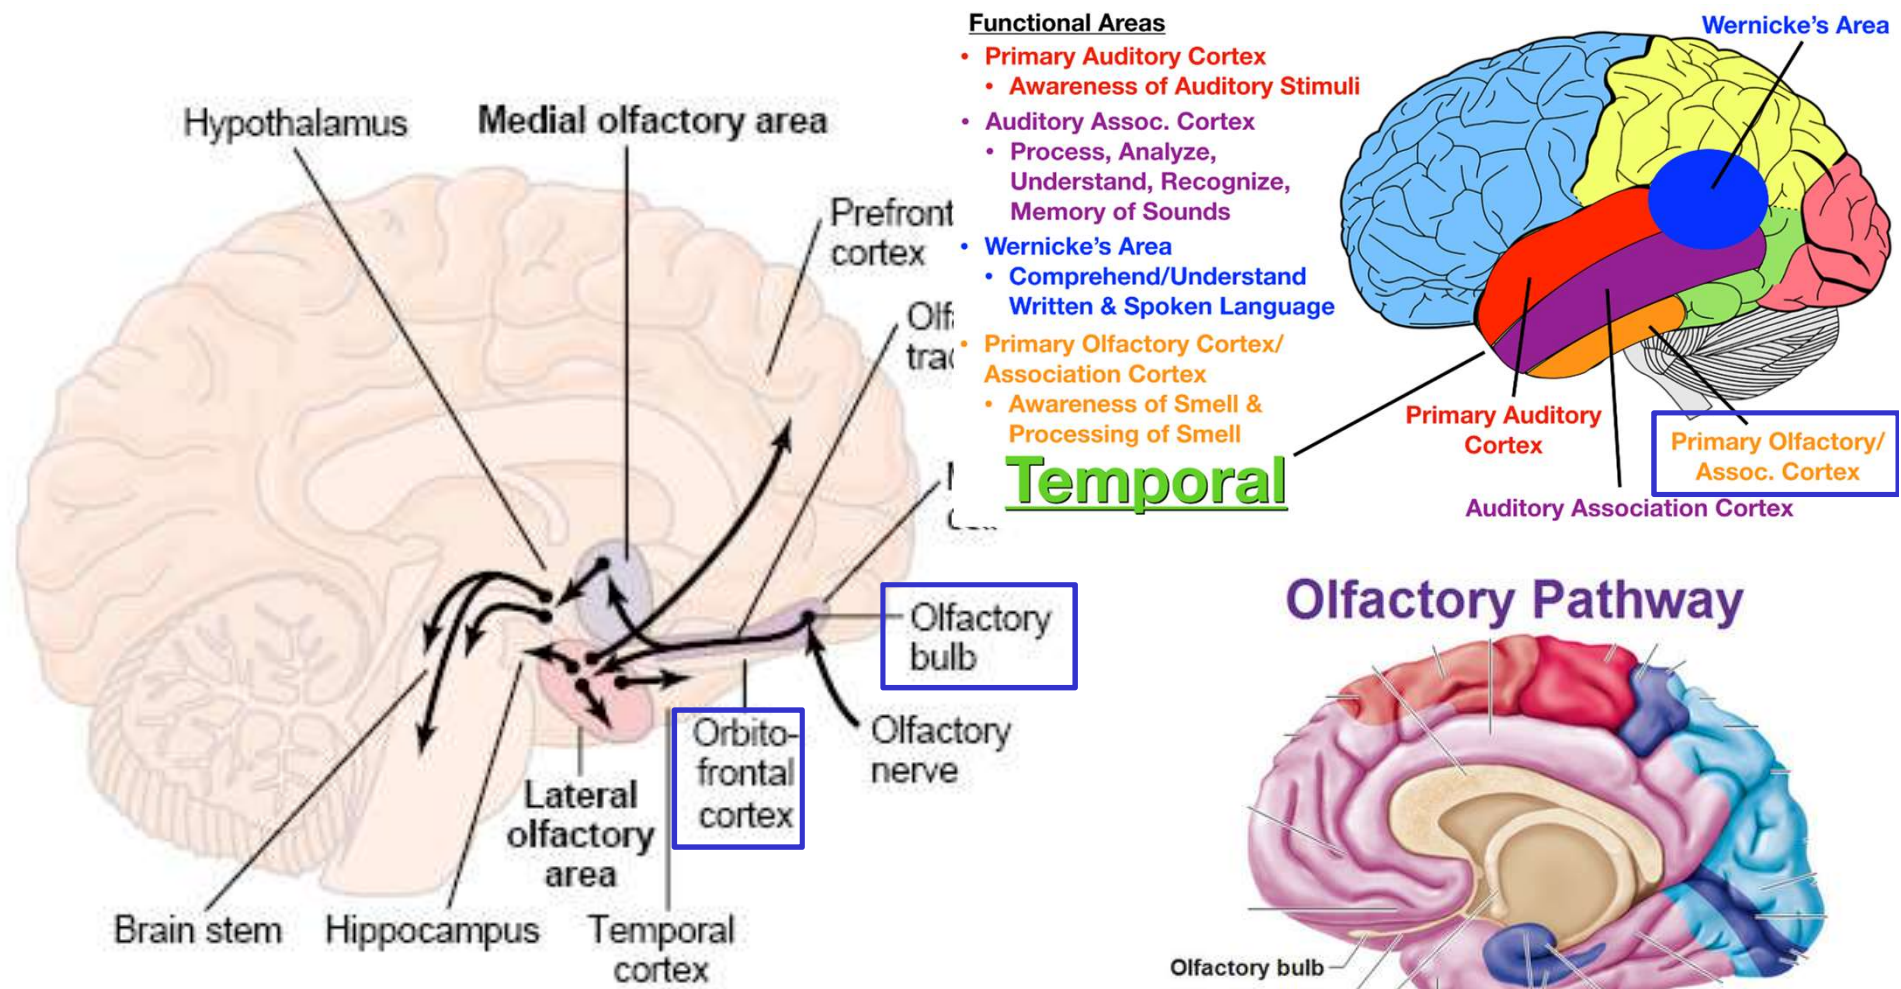 Hypothalamus
Medial olfactory area
Prefront
cortex
Olfactory
bulb
Olfactory
nerve
Orbito-
frontal
cortex
Lateral
olfactory
area
Brain stem
Hippocampus
Temporal
cortex
Functional Areas
• Primary Auditory Cortex
• Awareness of Auditory Stimuli
• Auditory Assoc. Cortex
• Process, Analyze,
Understand, Recognize,
Memory of Sounds
• Wernicke's Area
• Comprehend/Understand
Written & Spoken Language
• Primary Olfactory Cortex/
Association Cortex
• Awareness of Smell &
Processing of Smell
Temporal
Wernicke's Area
Primary Auditory
Cortex
Primary Olfactory/
Assoc. Cortex
Auditory Association Cortex
Olfactory Pathway
Olfactory bulb